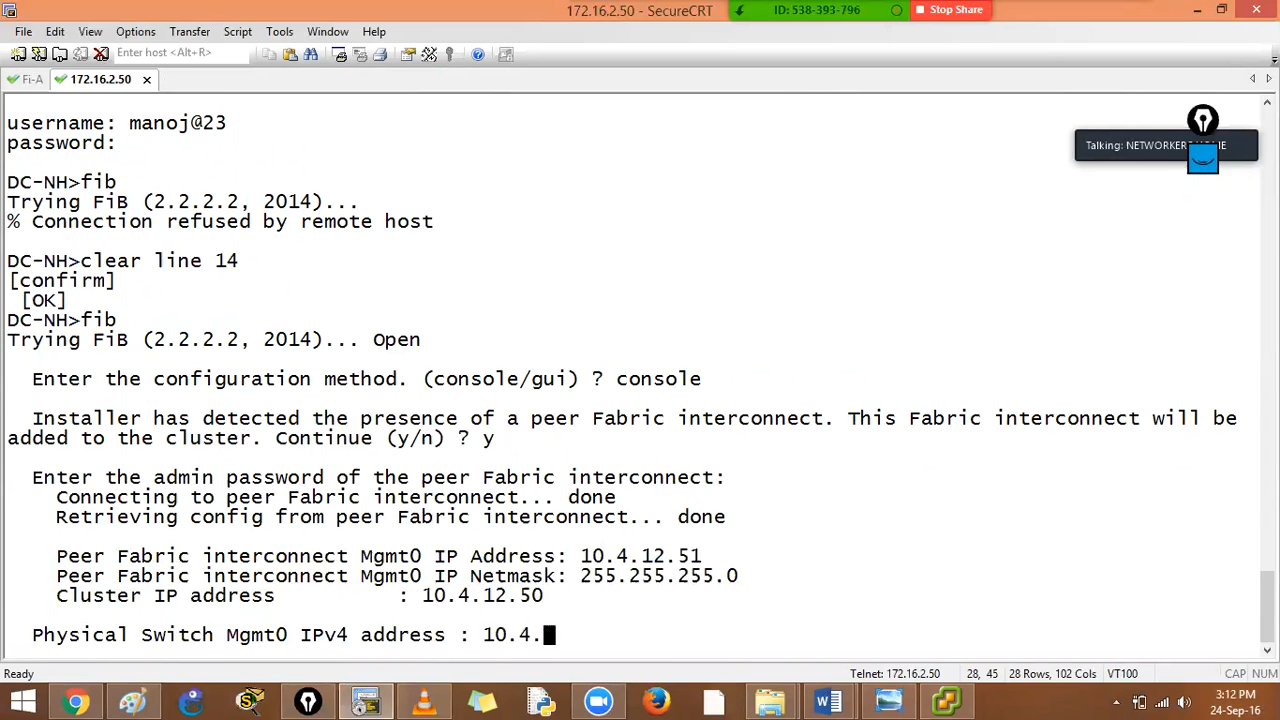 172.16.2.50 - SecureCRT
ID: 538-393-796
Stop Share
File Edit View Options Transfer Script Tools Window Help
Enter host <Alt+R>
Fi-A 172.16.2.50
username: manoj@23
password:
Talking: NETWORKER
DC-NH>fib
Trying FiB (2.2.2.2, 2014)...
% Connection refused by remote host
DC-NH>clear line 14
[confirm]
[OK]
DC-NH>fib
Trying FiB (2.2.2.2, 2014)... Open
Enter the configuration method. (console/gui) ? console
Installer has detected the presence of a peer Fabric interconnect. This Fabric interconnect will be
added to the cluster. Continue (y/n) ? y
Enter the admin password of the peer Fabric interconnect:
Connecting to peer Fabric interconnect... done
Retrieving config from peer Fabric interconnect... done
Peer Fabric interconnect Mgmt0 IP Address: 10.4.12.51
Peer Fabric interconnect Mgmt0 IP Netmask: 255.255.255.0
Cluster IP address : 10.4.12.50
Physical Switch Mgmt0 IPv4 address : 10.4.
Ready
Telnet: 172.16.2.50 28, 45 28 Rows, 102 Cols VT100 CAP NUM
3:12 PM
24-Sep-16